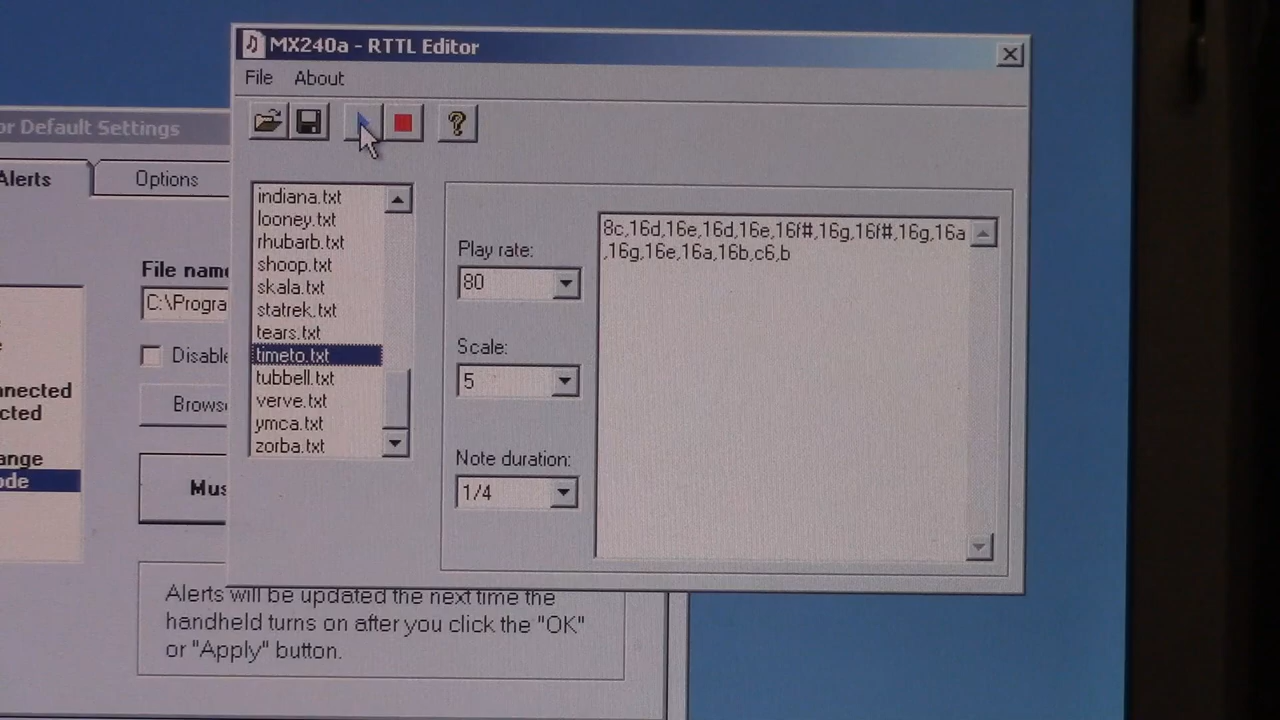 MX240a - RTTL Editor
File About
or Default Settings
Alerts
Options
indiana.txt
looney.txt
rhubarb.txt
shoop.txt
skala.txt
statrek.txt
tears.txt
timeto.txt
tubbell.txt
verve.txt
ymca.txt
zorba.txt
Play rate:
80
Scale:
5
Note duration:
1/4
8c,16d,16e,16d,16e,16f#,16g,16f#,16g,16a
,16g,16e,16a,16b,c6,b
File name
C:\Progra
Disable
Brows
Mus
nnected
cted
ange
ode
Alerts will be updated the next time the
handheld turns on after you click the "OK"
or "Apply" button.